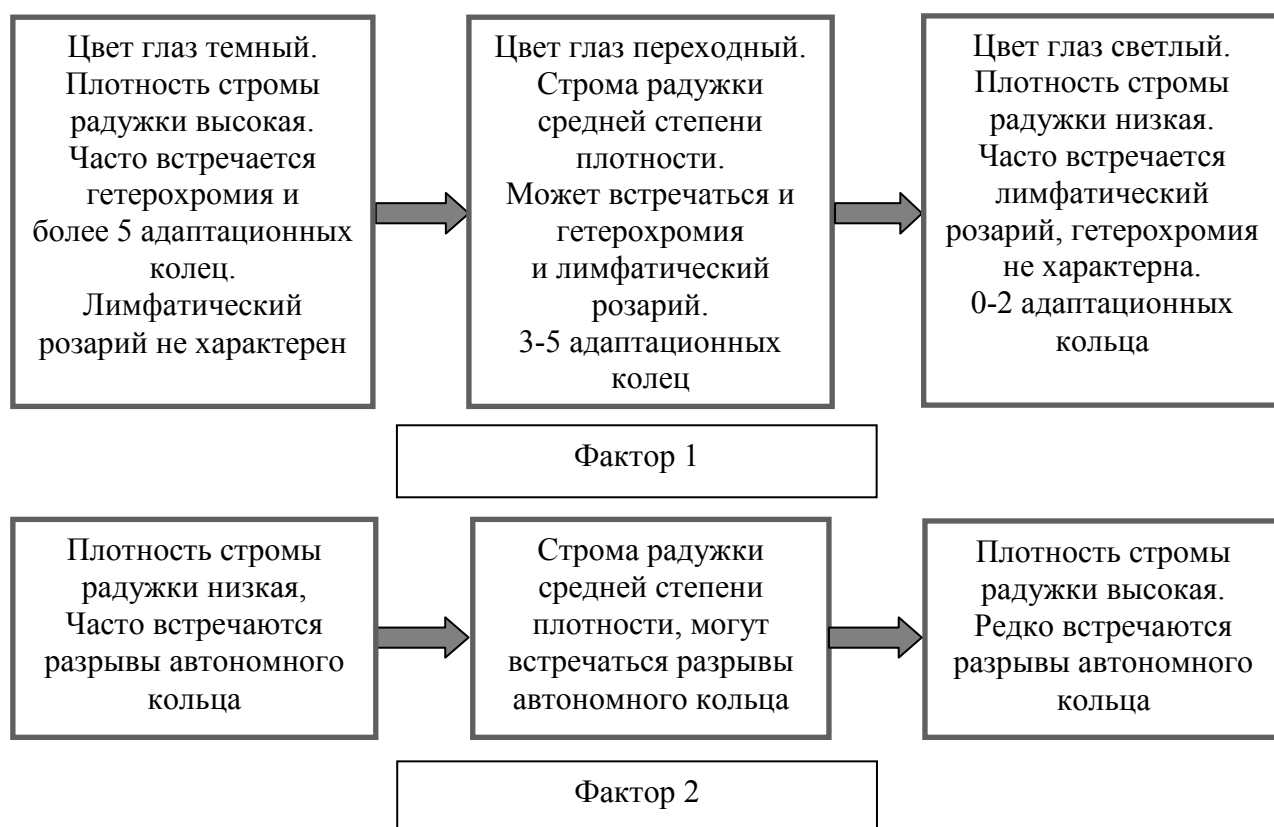 Цвет глаз темный.
Плотность стромы
радужки высокая.
Часто встречается
гетерохромия и
более 5 адаптационных
колец.
Лимфатический
розарий не характерен
Цвет глаз переходный.
Строма радужки
средней степени
плотности.
Может встречаться и
гетерохромия
и лимфатический
розарий.
3-5 адаптационных
колец
Цвет глаз светлый.
Плотность стромы
радужки низкая.
Часто встречается
лимфатический
розарий, гетерохромия
не характерна.
0-2 адаптационных
кольца
Фактор 1
Плотность стромы
радужки низкая,
Часто встречаются
разрывы автономного
кольца
Строма радужки
средней степени
плотности, могут
встречаться разрывы
автономного кольца
Плотность стромы
радужки высокая.
Редко встречаются
разрывы автономного
кольца
Фактор 2